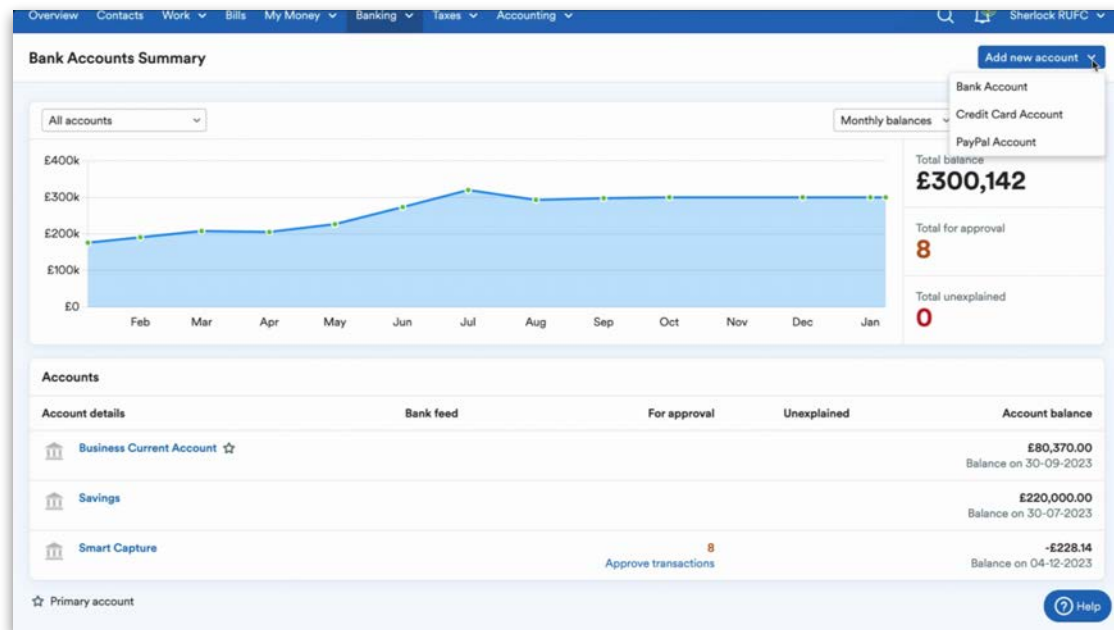 Overview Contacts Work Bills My Money Banking Taxes Accounting Sherlock RUFC
Bank Accounts Summary
Add new account
Bank Account
Credit Card Account
PayPal Account
All accounts
Monthly balances
£400k
£300k
£200k
£100k
£0
Feb Mar Apr May Jun Jul Aug Sep Oct Nov Dec Jan
Total balance
£300,142
Total for approval
8
Total unexplained
0
Accounts
Account details Bank feed For approval Unexplained Account balance
Business Current Account £80,370.00
Balance on 30-09-2023
Savings £220,000.00
Balance on 30-07-2023
Smart Capture 8 -£228.14
Approve transactions Balance on 04-12-2023
Primary account
Help